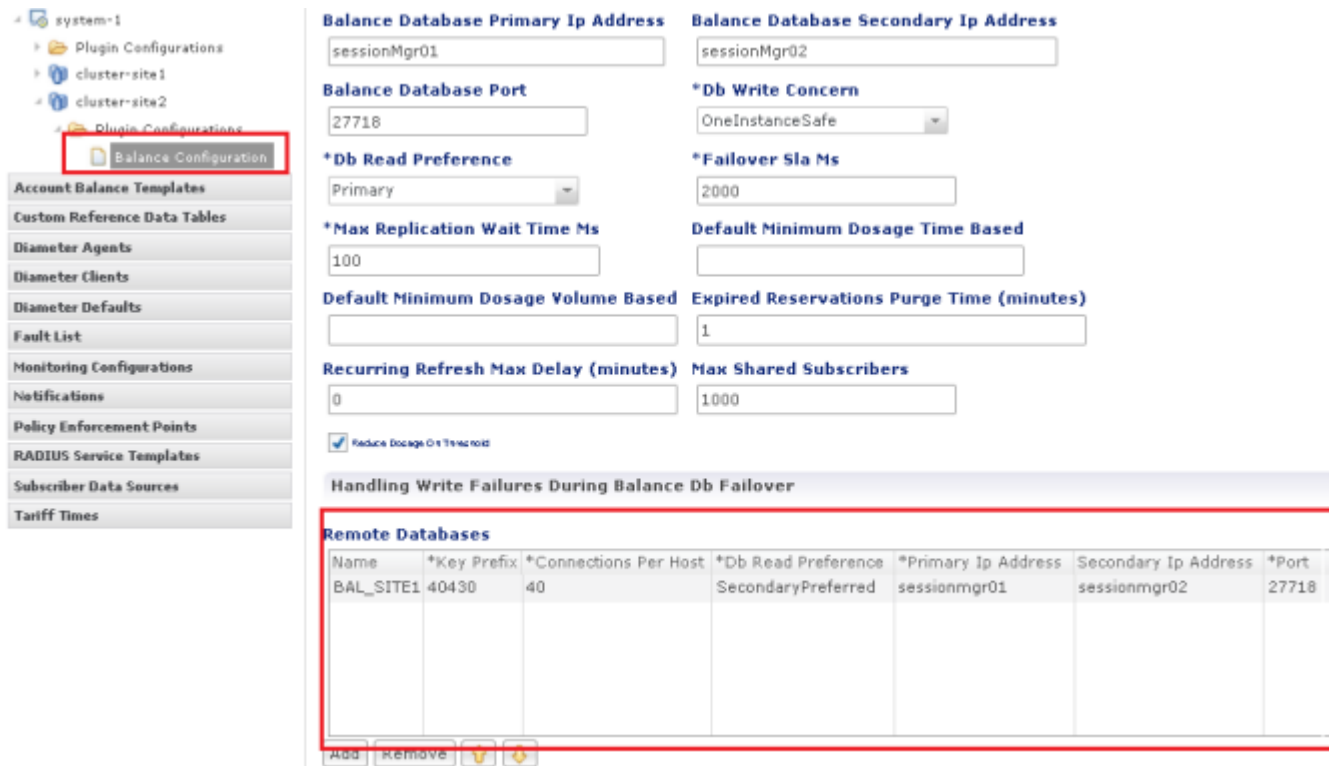 system-1
Plugin Configurations
cluster-site1
cluster-site2
Plugin Configurations
Balance Configuration
Account Balance Templates
Custom Reference Data Tables
Diameter Agents
Diameter Clients
Diameter Defaults
Fault List
Monitoring Configurations
Notifications
Policy Enforcement Points
RADIUS Service Templates
Subscriber Data Sources
Tariff Times
Balance Database Primary Ip Address Balance Database Secondary Ip Address
sessionMgr01 sessionMgr02
Balance Database Port *Db Write Concern
27718 OneInstanceSafe
*Db Read Preference *Failover Sla Ms
Primary 2000
*Max Replication Wait Time Ms Default Minimum Dosage Time Based
100
Default Minimum Dosage Volume Based Expired Reservations Purge Time (minutes)
1
Recurring Refresh Max Delay (minutes) Max Shared Subscribers
0 1000
Reduce Dosage On Threshold
Handling Write Failures During Balance Db Failover
Remote Databases
Name *Key Prefix *Connections Per Host *Db Read Preference *Primary Ip Address Secondary Ip Address *Port
BAL_SITE1 40430 40 SecondaryPreferred sessionmgr01 sessionmgr02 27718
Add Remove